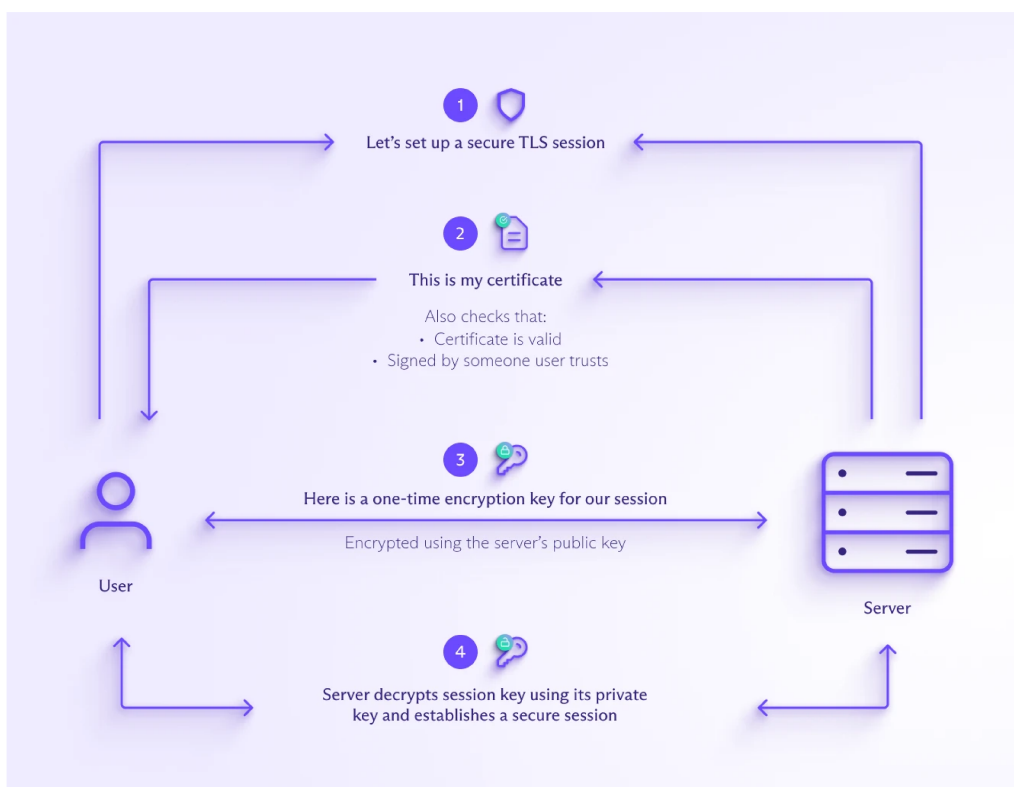 1
Let's set up a secure TLS session
2
This is my certificate
Also checks that:
• Certificate is valid
• Signed by someone user trusts
3
Here is a one-time encryption key for our session
Encrypted using the server's public key
User
Server
4
Server decrypts session key using its private
key and establishes a secure session